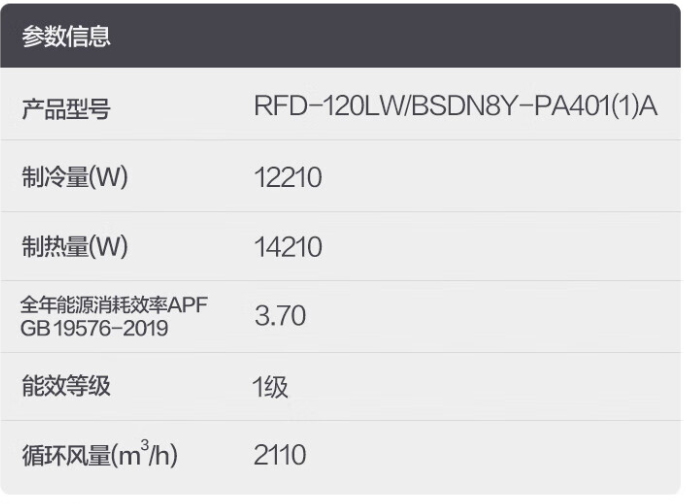 参数信息
产品型号 RFD-120LW/BSDN8Y-PA401(1)A
制冷量(W) 12210
制热量(W) 14210
全年能源消耗效率APF
GB 19576-2019 3.70
能效等级 1级
循环风量(m³/h) 2110